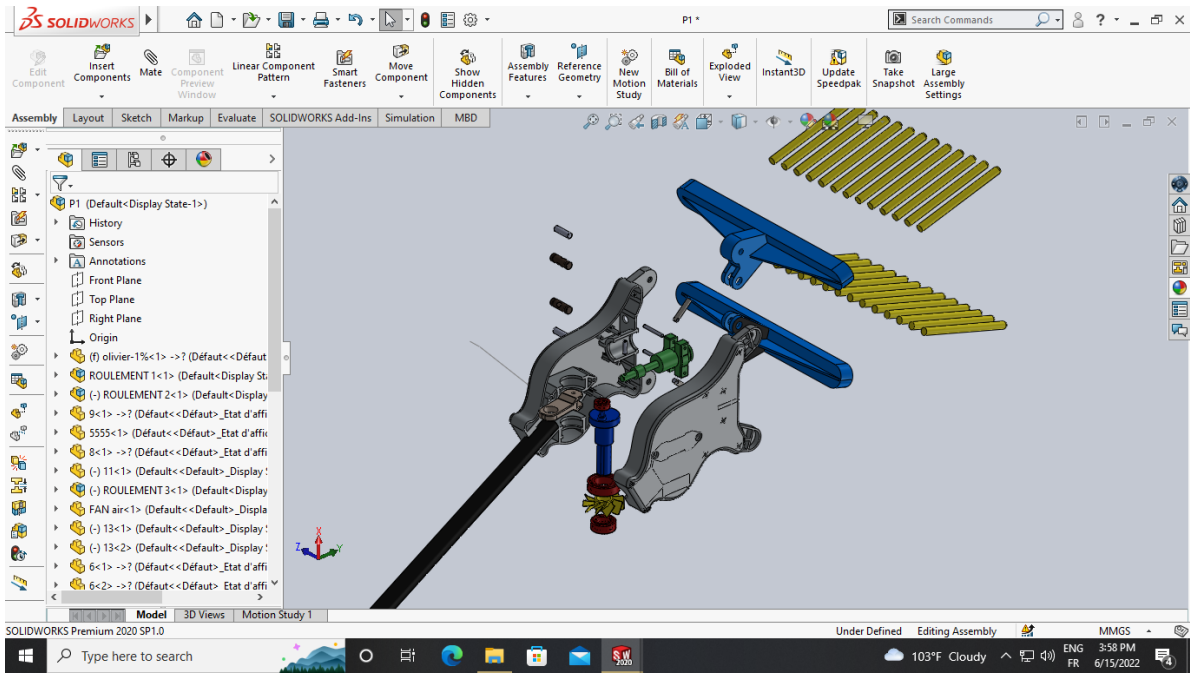 SOLIDWORKS
P1 *
Search Commands
Edit Component
Insert Components
Mate
Component Preview Window
Linear Component Pattern
Smart Fasteners
Move Component
Show Hidden Components
Assembly Features
Reference Geometry
New Motion Study
Bill of Materials
Exploded View
Instant3D
Update Speedpak
Take Snapshot
Large Assembly Settings
Assembly Layout Sketch Markup Evaluate SOLIDWORKS Add-Ins Simulation MBD
P1 (Default<Display State-1>)
History
Sensors
Annotations
Front Plane
Top Plane
Right Plane
Origin
(f) olivier-1%<1> ->? (Défaut<<Défaut
ROULEMENT 1<1> (Default<Display Sta
(-) ROULEMENT 2<1> (Default<Display
9<1> ->? (Défaut<<Défaut>_Etat d'affi
5555<1> (Défaut<<Défaut>_Etat d'affic
8<1> ->? (Défaut<<Défaut>_Etat d'affi
(-) 11<1> (Default<<Default>_Display S
(-) ROULEMENT 3<1> (Default<Display
FAN air<1> (Default<<Default>_Displa
(-) 13<1> (Default<<Default>_Display S
(-) 13<2> (Default<<Default>_Display S
6<1> ->? (Défaut<<Défaut>_Etat d'affi
6<2> ->? (Défaut<<Défaut>_Etat d'affi
X
Z Y
Model 3D Views Motion Study 1
SOLIDWORKS Premium 2020 SP1.0
Under Defined Editing Assembly MMGS
Type here to search
SW 2020
103°F Cloudy
ENG
FR
3:58 PM
6/15/2022
4